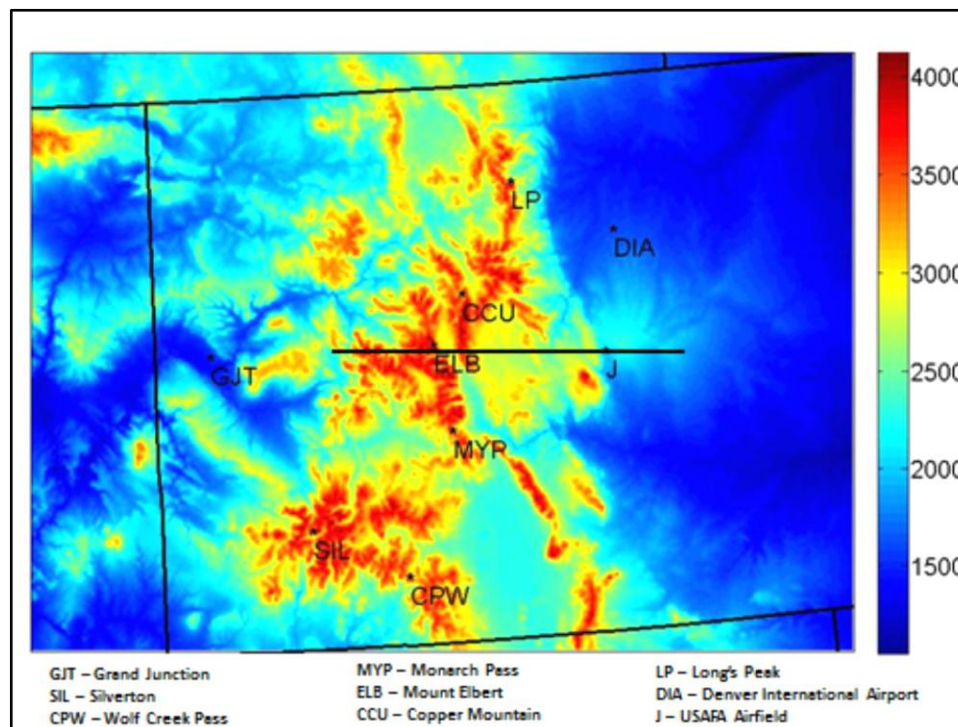 4000
3500
LP
DIA
3000
CCU
ELB
J
GJT
2500
MYP
2000
SIL
CPW
1500
GJT – Grand Junction
SIL – Silverton
CPW – Wolf Creek Pass
MYP – Monarch Pass
ELB – Mount Elbert
CCU – Copper Mountain
LP – Long's Peak
DIA – Denver International Airport
J – USAFA Airfield